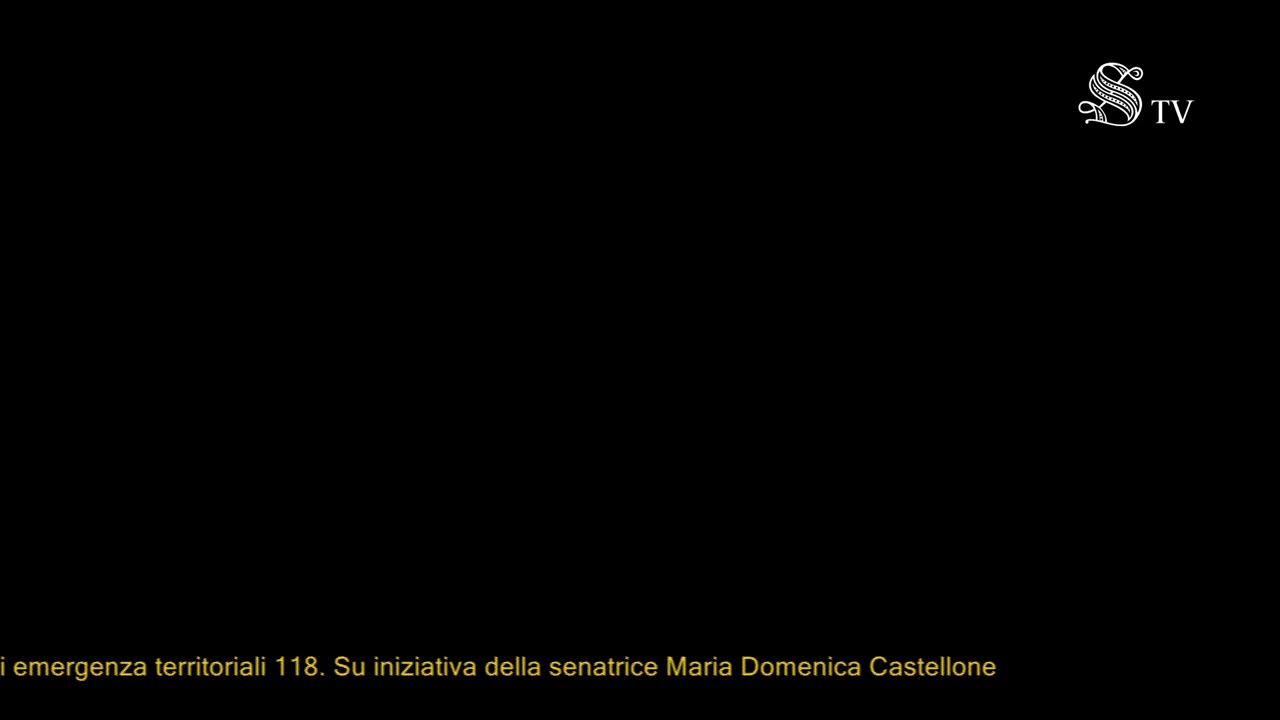 S TV
i emergenza territoriali 118. Su iniziativa della senatrice Maria Domenica Castellone